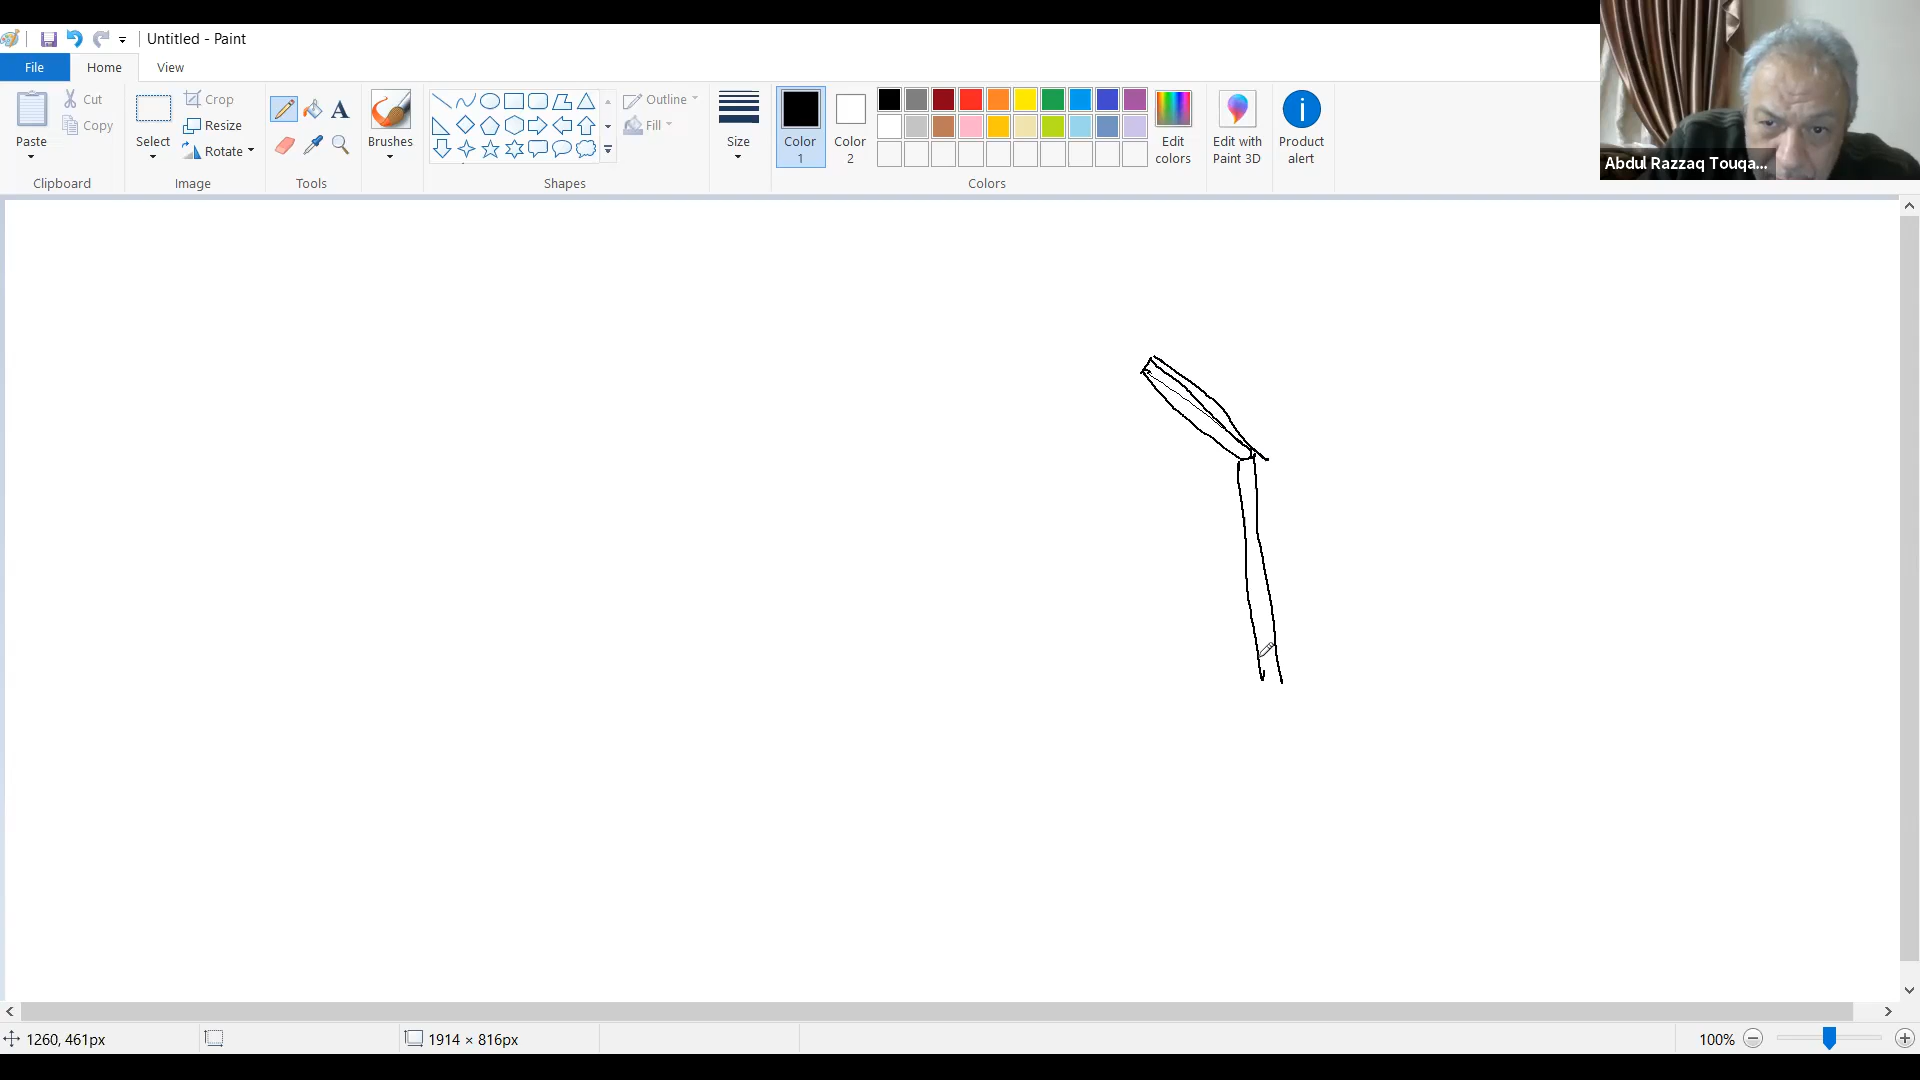 Untitled - Paint
File Home View
Paste
Cut
Copy
Clipboard
Select
Crop
Resize
Rotate
Image
A
Tools
Brushes
Shapes
Outline
Fill
Size
Color 1
Color 2
Colors
Edit colors
Edit with Paint 3D
Product alert
Abdul Razzaq Touqa...
1260, 461px
1914 × 816px
100%